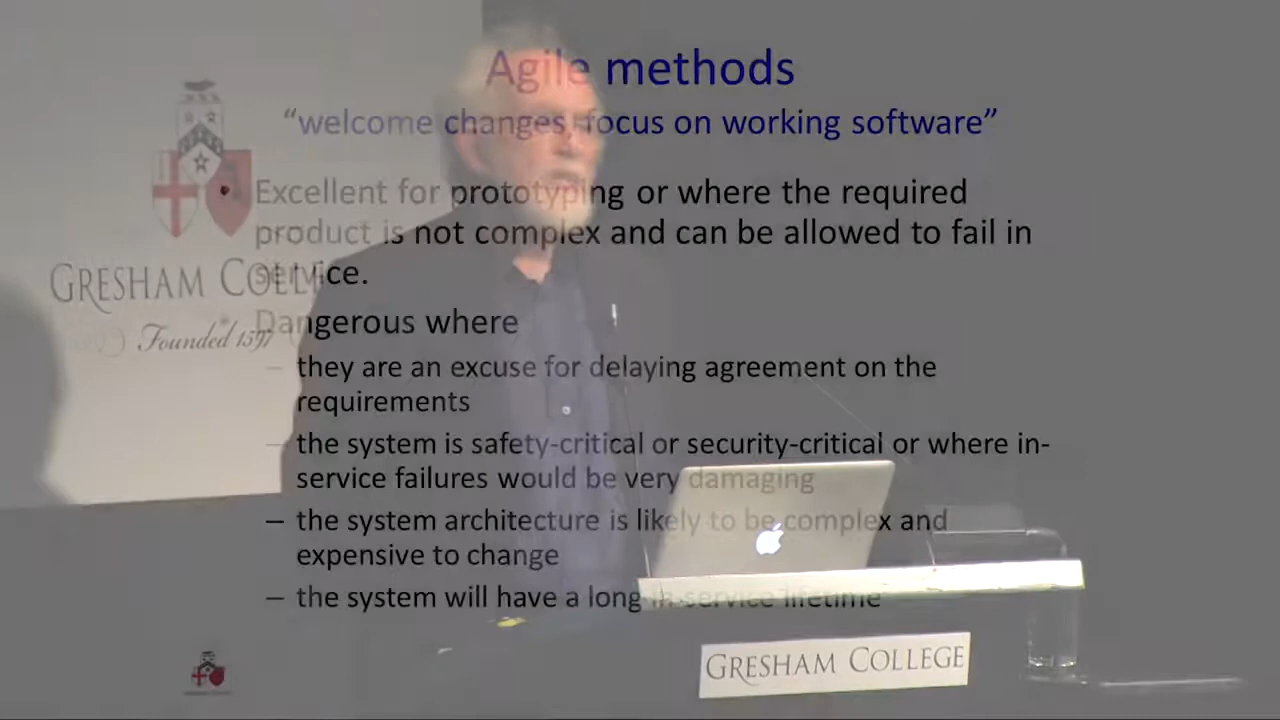 Agile methods
“welcome changes, focus on working software”
• Excellent for prototyping or where the required
product is not complex and can be allowed to fail in
service.
• Dangerous where
– they are an excuse for delaying agreement on the
requirements
– the system is safety-critical or security-critical or where in-
service failures would be very damaging
– the system architecture is likely to be complex and
expensive to change
– the system will have a long in-service lifetime
GRESHAM COLLEGE
Founded 1597
GRESHAM COLLEGE